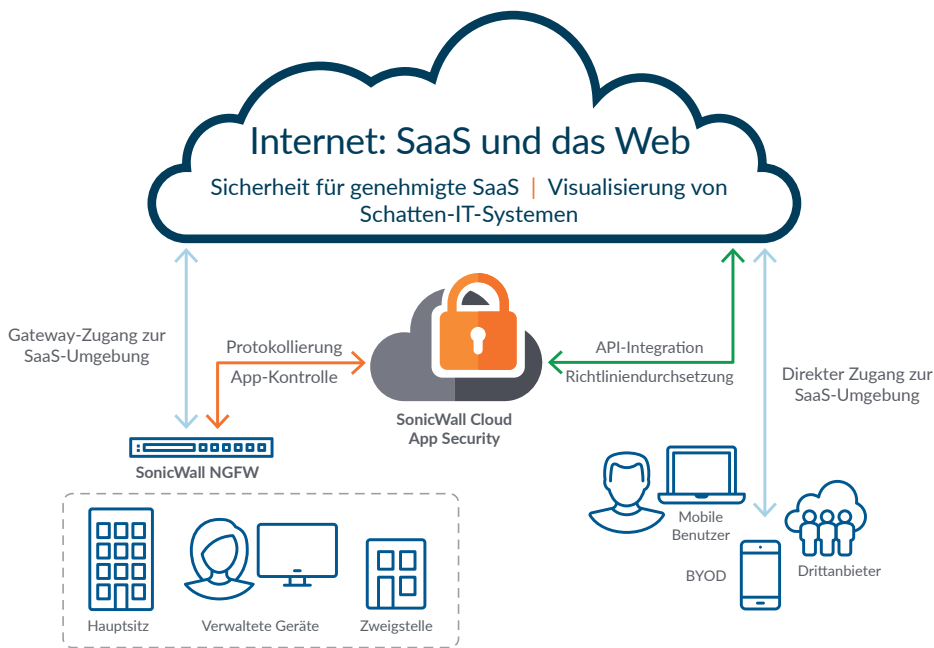 Internet: SaaS und das Web
Sicherheit für genehmigte SaaS | Visualisierung von
Schatten-IT-Systemen
Gateway-Zugang zur
SaaS-Umgebung
Protokollierung
App-Kontrolle
API-Integration
Richtliniendurchsetzung
Direkter Zugang zur
SaaS-Umgebung
SonicWall Cloud
App Security
SonicWall NGFW
Mobile
Benutzer
BYOD
Drittanbieter
Hauptsitz
Verwaltete Geräte
Zweigstelle